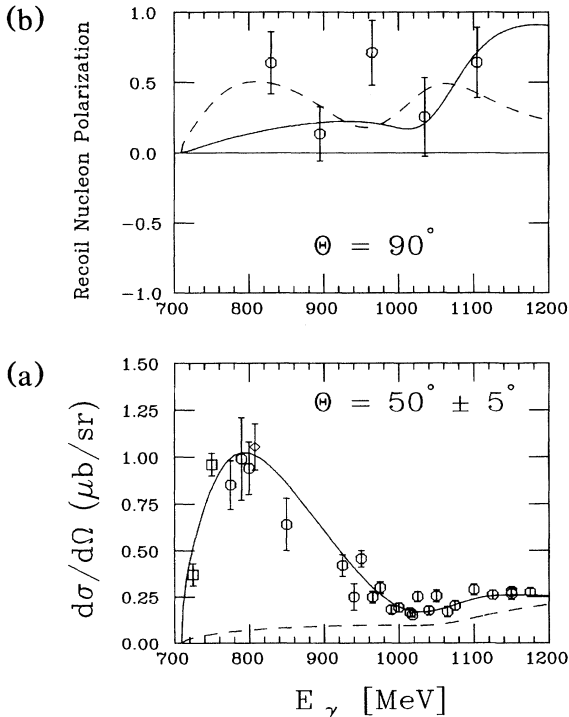 (b)
Recoil Nucleon Polarization
1.0
0.5
0.0
−0.5
−1.0
Θ = 90°
700 800 900 1000 1100 1200
(a)
dσ/dΩ (μb/sr)
1.50
1.25
1.00
0.75
0.50
0.25
0.00
Θ = 50° ± 5°
700 800 900 1000 1100 1200
E_γ [MeV]